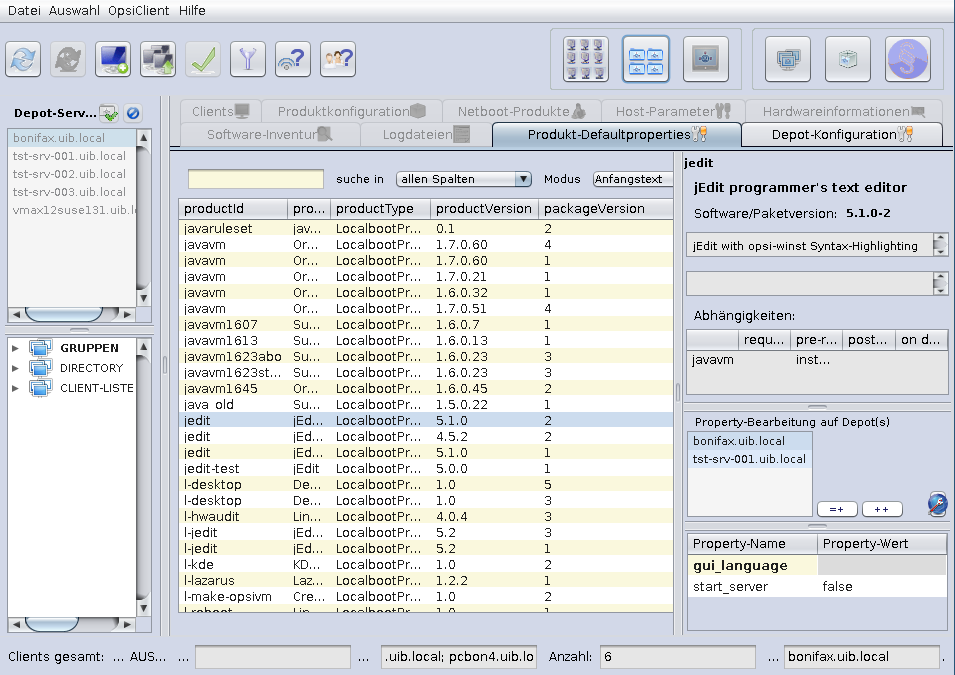 Datei Auswahl OpsiClient Hilfe
Depot-Serv...
bonifax.uib.local
tst-srv-001.uib.local
tst-srv-002.uib.local
tst-srv-003.uib.local
vmax12suse131.uib.l
GRUPPEN
DIRECTORY
CLIENT-LISTE
Clients Produktkonfiguration Netboot-Produkte Host-Parameter Hardwareinformationen
Software-Inventur Logdateien Produkt-Defaultproperties Depot-Konfiguration
suche in allen Spalten Modus Anfangstext
productId pro... productType productVersion packageVersion
javaruleset jav... LocalbootPr... 0.1 2
javavm Or... LocalbootPr... 1.7.0.60 4
javavm Or... LocalbootPr... 1.7.0.60 1
javavm Or... LocalbootPr... 1.7.0.21 1
javavm Or... LocalbootPr... 1.6.0.32 1
javavm Or... LocalbootPr... 1.7.0.51 4
javavm1607 Su... LocalbootPr... 1.6.0.7 1
javavm1613 Su... LocalbootPr... 1.6.0.13 1
javavm1623abo Su... LocalbootPr... 1.6.0.23 3
javavm1623st... Su... LocalbootPr... 1.6.0.23 3
javavm1645 Or... LocalbootPr... 1.6.0.45 2
java_old Su... LocalbootPr... 1.5.0.22 1
jedit jEd... LocalbootPr... 5.1.0 2
jedit jEd... LocalbootPr... 4.5.2 2
jedit jEd... LocalbootPr... 5.1.0 1
jedit-test jEdit LocalbootPr... 5.0.0 1
l-desktop De... LocalbootPr... 1.0 5
l-desktop De... LocalbootPr... 1.0 3
l-hwaudit Lin... LocalbootPr... 4.0.4 3
l-jedit jEd... LocalbootPr... 5.2 3
l-jedit jEd... LocalbootPr... 5.2 1
l-kde KD... LocalbootPr... 1.0 2
l-lazarus Laz... LocalbootPr... 1.2.2 1
l-make-opsivm Cre... LocalbootPr... 1.0 2
l-reboot Lin... LocalbootPr... 1.0 1
jedit
jEdit programmer's text editor
Software/Paketversion: 5.1.0-2
jEdit with opsi-winst Syntax-Highlighting
Abhängigkeiten:
requ... pre-r... post... on d...
javavm inst...
Property-Bearbeitung auf Depot(s)
bonifax.uib.local
tst-srv-001.uib.local
=+ ++
Property-Name Property-Wert
gui_language
start_server false
Clients gesamt: ... AUS... ... ... .uib.local; pcbon4.uib.lo Anzahl: 6 ... bonifax.uib.local .